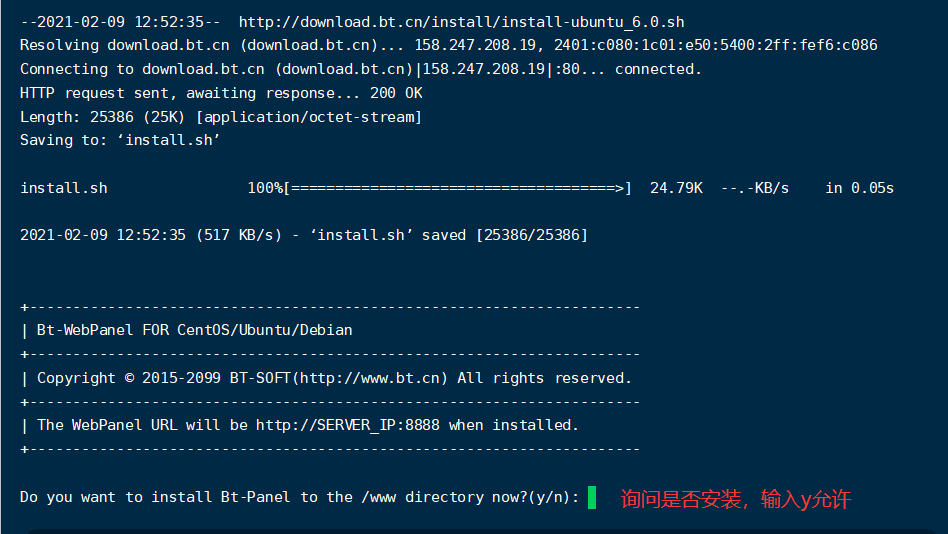 --2021-02-09 12:52:35--  http://download.bt.cn/install/install-ubuntu_6.0.sh
Resolving download.bt.cn (download.bt.cn)... 158.247.208.19, 2401:c080:1c01:e50:5400:2ff:fef6:c086
Connecting to download.bt.cn (download.bt.cn)|158.247.208.19|:80... connected.
HTTP request sent, awaiting response... 200 OK
Length: 25386 (25K) [application/octet-stream]
Saving to: ‘install.sh’
install.sh                100%[=====================================>]  24.79K  --.-KB/s    in 0.05s
2021-02-09 12:52:35 (517 KB/s) - ‘install.sh’ saved [25386/25386]
+----------------------------------------------------------------------
| Bt-WebPanel FOR CentOS/Ubuntu/Debian
+----------------------------------------------------------------------
| Copyright © 2015-2099 BT-SOFT(http://www.bt.cn) All rights reserved.
+----------------------------------------------------------------------
| The WebPanel URL will be http://SERVER_IP:8888 when installed.
+----------------------------------------------------------------------
Do you want to install Bt-Panel to the /www directory now?(y/n): 询问是否安装，输入y允许